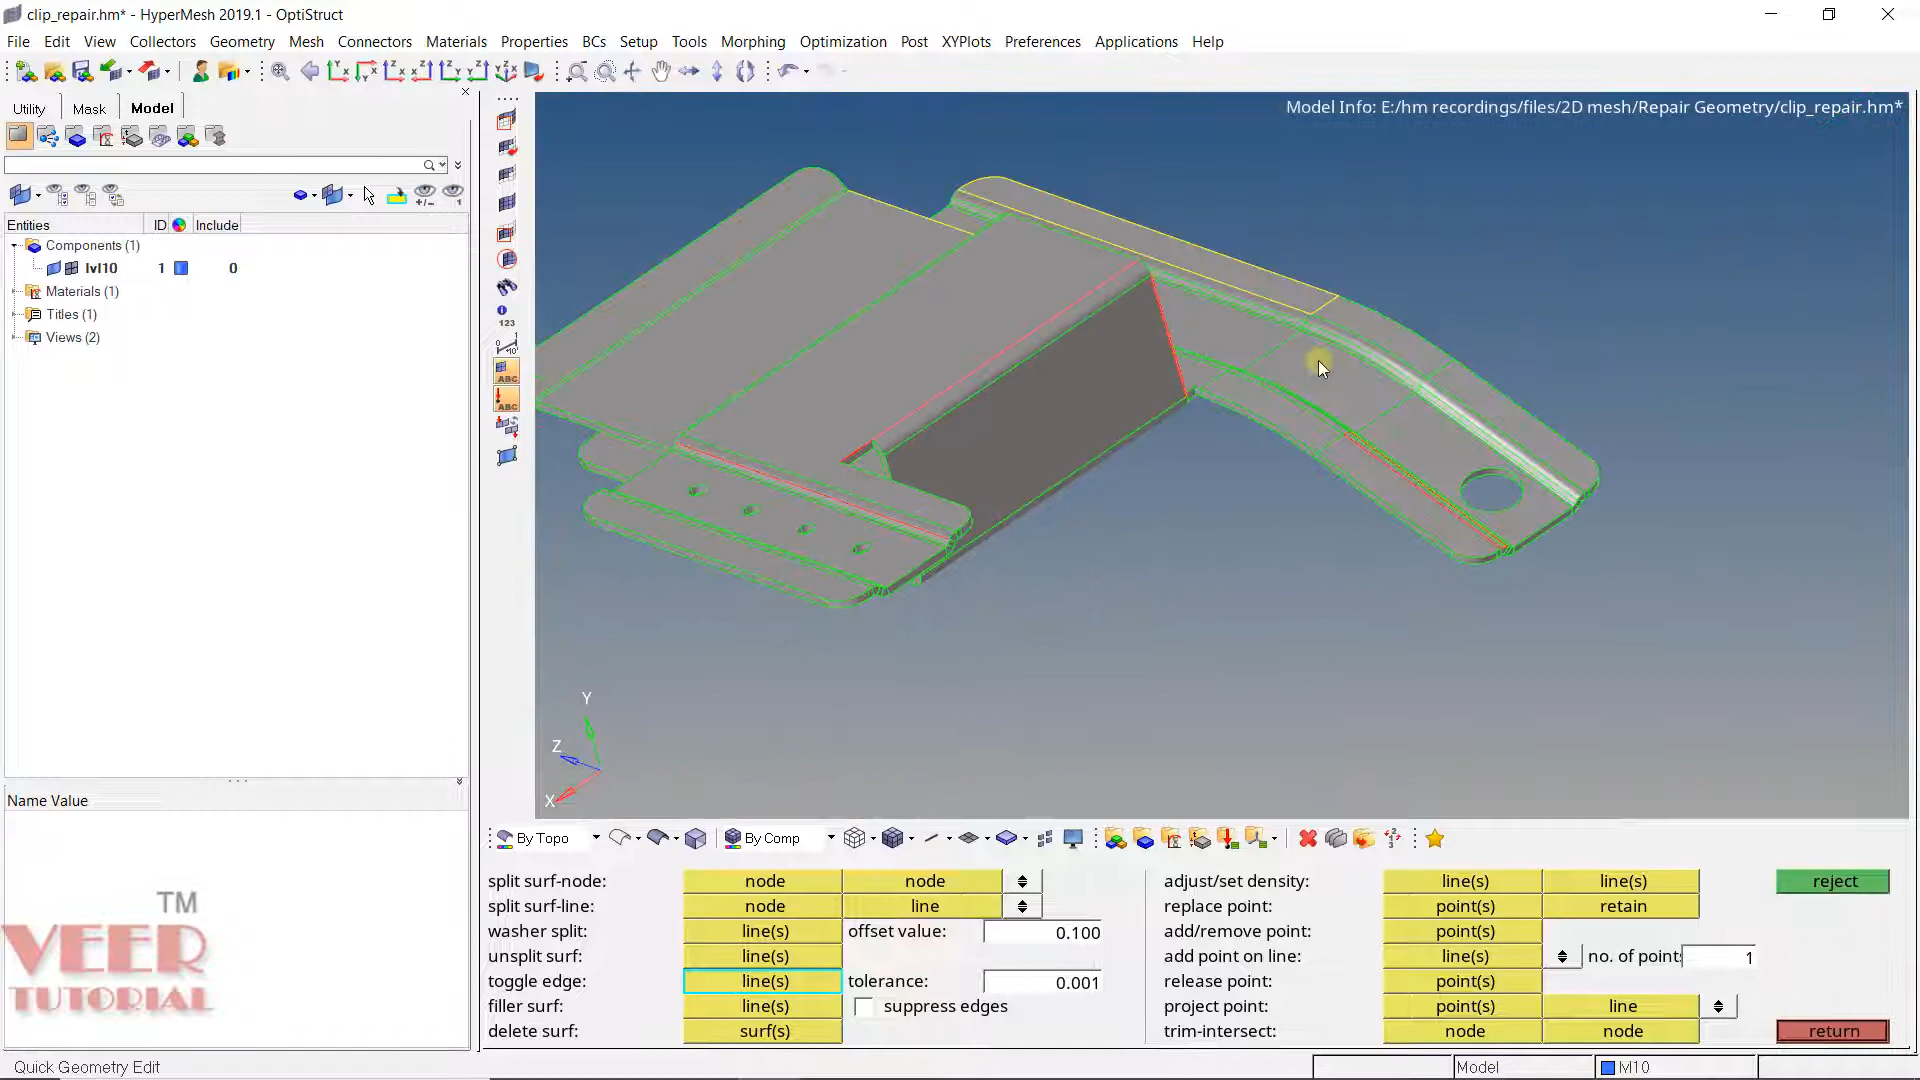 clip_repair.hm* - HyperMesh 2019.1 - OptiStruct
File Edit View Collectors Geometry Mesh Connectors Materials Properties BCs Setup Tools Morphing Optimization Post XYPlots Preferences Applications Help
Utility Mask Model
Model Info: E:/hm recordings/files/2D mesh/Repair Geometry/clip_repair.hm*
Entities ID Include
Components (1)
lvl10 1 0
Materials (1)
Titles (1)
Views (2)
123
ABC
ABC
Y
Z
X
Name Value
By Topo By Comp
split surf-node: node node adjust/set density: line(s) line(s) reject
split surf-line: node line replace point: point(s) retain
washer split: line(s) offset value: 0.100 add/remove point: point(s)
unsplit surf: line(s) add point on line: line(s) no. of point 1
toggle edge: line(s) tolerance: 0.001 release point: point(s)
filler surf: line(s) suppress edges project point: point(s) line
delete surf: surf(s) trim-intersect: node node return
TM
VEER
TUTORIAL
Quick Geometry Edit Model lvl10